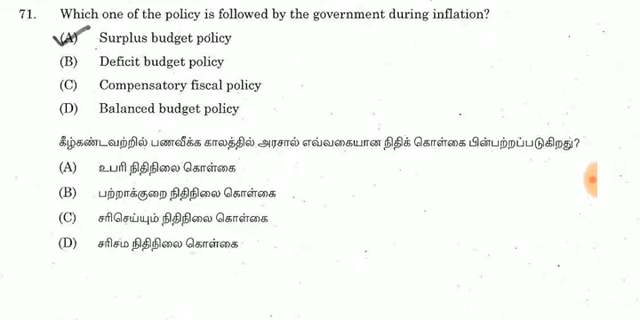 71. Which one of the policy is followed by the government during inflation?
(A) Surplus budget policy
(B) Deficit budget policy
(C) Compensatory fiscal policy
(D) Balanced budget policy
கீழ்கண்டவற்றில் பணவீக்க காலத்தில் அரசால் எவ்வகையான நிதிக் கொள்கை பின்பற்றப்படுகிறது?
(A) உபரி நிதிநிலை கொள்கை
(B) பற்றாக்குறை நிதிநிலை கொள்கை
(C) சரிசெய்யும் நிதிநிலை கொள்கை
(D) சரிசம நிதிநிலை கொள்கை